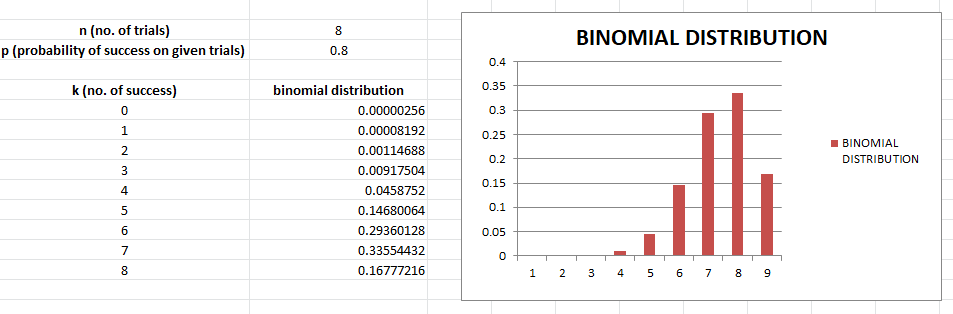 n (no. of trials) 8
p (probability of success on given trials) 0.8
k (no. of success) binomial distribution
0 0.00000256
1 0.00008192
2 0.00114688
3 0.00917504
4 0.0458752
5 0.14680064
6 0.29360128
7 0.33554432
8 0.16777216
BINOMIAL DISTRIBUTION
0.4
0.35
0.3
0.25
0.2
0.15
0.1
0.05
0
1 2 3 4 5 6 7 8 9
BINOMIAL
DISTRIBUTION